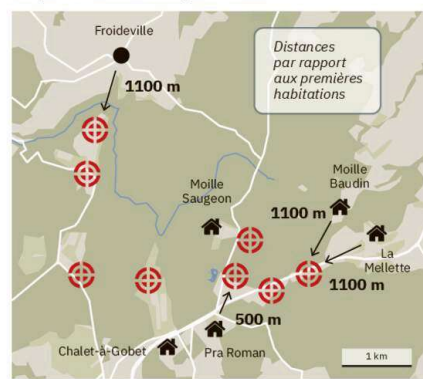 Froideville
Distances
par rapport
aux premières
habitations
1100 m
Moille
Saugeon
Moille
Baudin
1100 m
La
Mellette
1100 m
500 m
Chalet-à-Gobet
Pra Roman
1 km